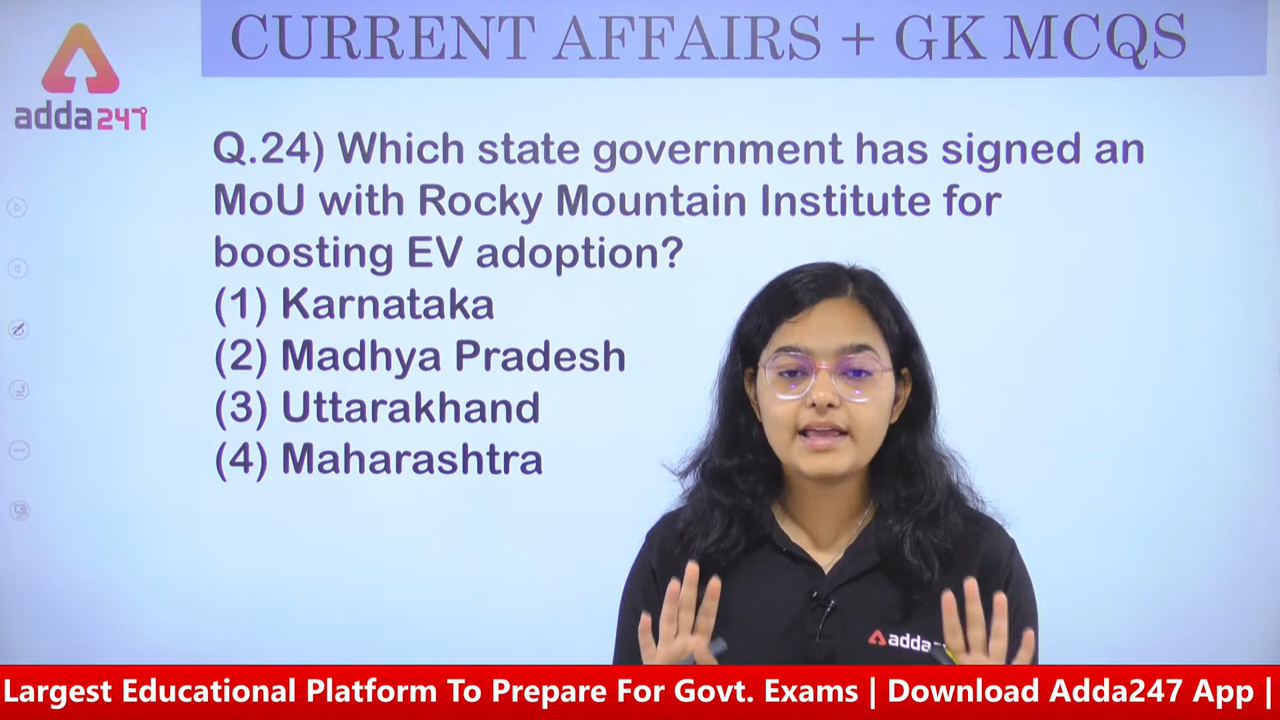 CURRENT AFFAIRS + GK MCQS
adda247
Q.24) Which state government has signed an
MoU with Rocky Mountain Institute for
boosting EV adoption?
(1) Karnataka
(2) Madhya Pradesh
(3) Uttarakhand
(4) Maharashtra
adda
Largest Educational Platform To Prepare For Govt. Exams | Download Adda247 App |